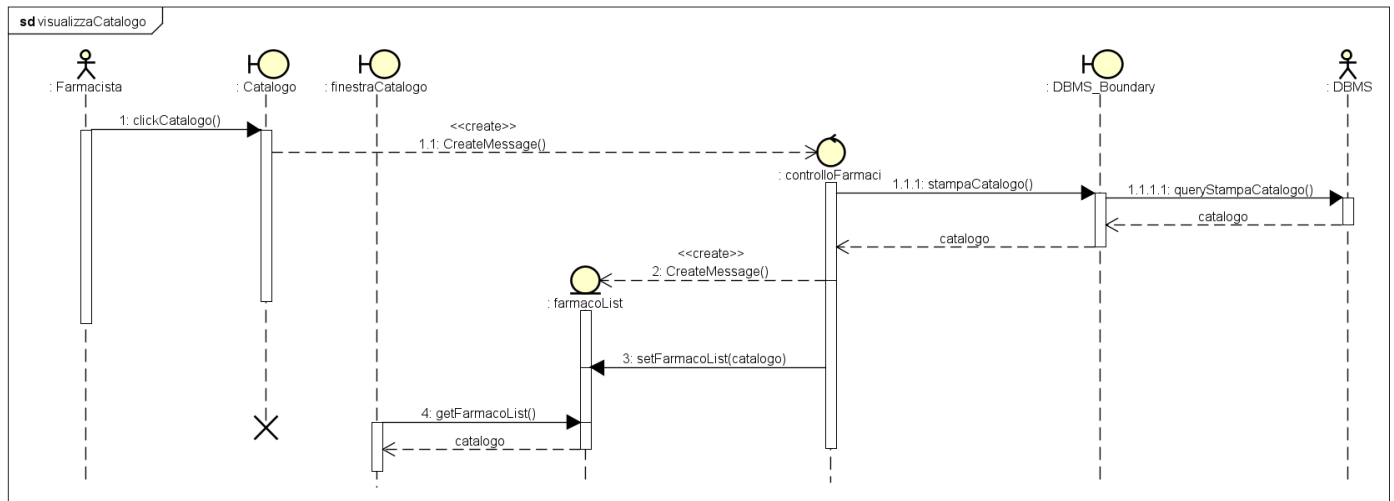 sd visualizzaCatalogo
: Farmacista
: Catalogo
: finestraCatalogo
: DBMS_Boundary
: DBMS
1: clickCatalogo()
<<create>>
1.1: CreateMessage()
: controlloFarmaci
1.1.1: stampaCatalogo()
1.1.1.1: queryStampaCatalogo()
catalogo
catalogo
<<create>>
2: CreateMessage()
: farmacoList
3: setFarmacoList(catalogo)
4: getFarmacoList()
catalogo